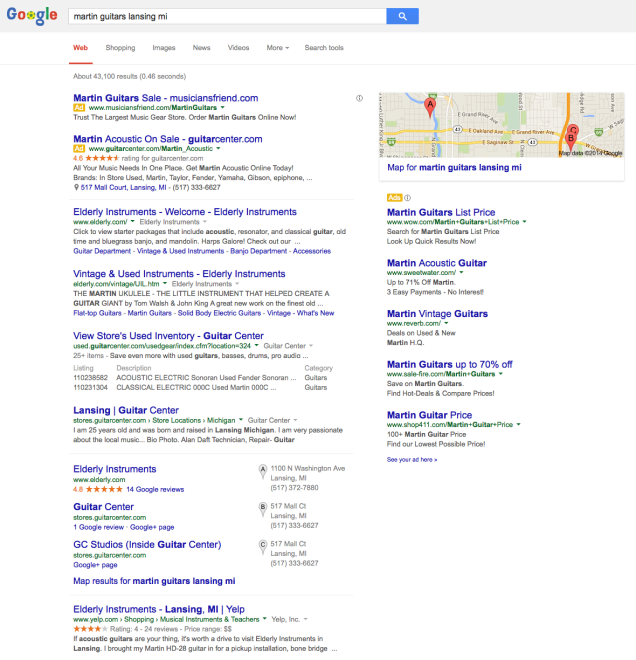 Google
martin guitars lansing mi
Web Shopping Images News Videos More Search tools
About 43,100 results (0.46 seconds)
Martin Guitars Sale - musiciansfriend.com
Ad www.musiciansfriend.com/MartinGuitars
Trust The Largest Music Gear Store. Order Martin Guitars Online Now!
Martin Acoustic On Sale - guitarcenter.com
Ad www.guitarcenter.com/Martin_Acoustic
4.6 ★★★★★ rating for guitarcenter.com
All Your Music Needs In One Place. Get Martin Acoustic Online Today!
Brands: In Store Used, Martin, Taylor, Fender, Yamaha, Gibson, epiphone, ...
517 Mall Court, Lansing, MI - (517) 333-6627
Elderly Instruments - Welcome - Elderly Instruments
www.elderly.com/ Elderly Instruments
Click to view starter packages that include acoustic, resonator, and classical guitar, old
time and bluegrass banjo, and mandolin. Harps Galore! Check out our ...
Guitar Department - Vintage & Used Instruments - Banjo Department - Accessories
Vintage & Used Instruments - Elderly Instruments
elderly.com/vintage/UIL.htm Elderly Instruments
THE MARTIN UKULELE - THE LITTLE INSTRUMENT THAT HELPED CREATE A
GUITAR GIANT by Tom Walsh & John King A great new work on the finest old ...
Flat-top Guitars - Martin Guitars - Solid Body Electric Guitars - Vintage - What's New
View Store's Used Inventory - Guitar Center
used.guitarcenter.com/usedgear/index.cfm?location=324 Guitar Center
25+ items - Save even more with used guitars, basses, drums, pro audio ...
Listing Description Category
110238582 ACOUSTIC ELECTRIC Sonoran Used Fender Sonoran ... Guitars
110231304 CLASSICAL ELECTRIC 000C Used Martin 000C ... Guitars
Lansing | Guitar Center
stores.guitarcenter.com › Store Locations › Michigan Guitar Center
I am 25 years old and was born and raised in Lansing Michigan. I am very passionate
about the local music... Bio Photo. Alan Daft Technician, Repair- Guitar
Elderly Instruments
www.elderly.com
4.8 ★★★★★ 14 Google reviews
A 1100 N Washington Ave
Lansing, MI
(517) 372-7880
Guitar Center
stores.guitarcenter.com
1 Google review · Google+ page
B 517 Mall Ct
Lansing, MI
(517) 333-6627
GC Studios (Inside Guitar Center)
stores.guitarcenter.com
Google+ page
C 517 Mall Ct
Lansing, MI
(517) 333-6627
Map results for martin guitars lansing mi
Elderly Instruments - Lansing, MI | Yelp
www.yelp.com › Shopping › Musical Instruments & Teachers Yelp, Inc.
★★★★ Rating: 4 - 24 reviews - Price range: $$
If acoustic guitars are your thing, it's worth a drive to visit Elderly Instruments in
Lansing. I brought my Martin HD-28 guitar in for a pickup installation, bone bridge ...
A
E Grand River Ave
43
E Oakland Ave E Grand River Ave
E Saginaw St 43
C
B
Map data ©2014 Google
Map for martin guitars lansing mi
Ads
Martin Guitars List Price
www.wow.com/Martin+Guitars+List+Price
Search for Martin Guitars List Price
Look Up Quick Results Now!
Martin Acoustic Guitar
www.sweetwater.com/
Up to 71% Off Martin.
3 Easy Payments - No Interest!
Martin Vintage Guitars
www.reverb.com/
Deals on Used & New
Martin H.Q.
Martin Guitars up to 70% off
www.sale-fire.com/Martin+Guitars
Save on Martin Guitars.
Find Hot-Deals & Compare Prices!
Martin Guitar Price
www.shop411.com/Martin+Guitar+Price
100+ Martin Guitar Price
Find our Lowest Possible Price!
See your ad here »